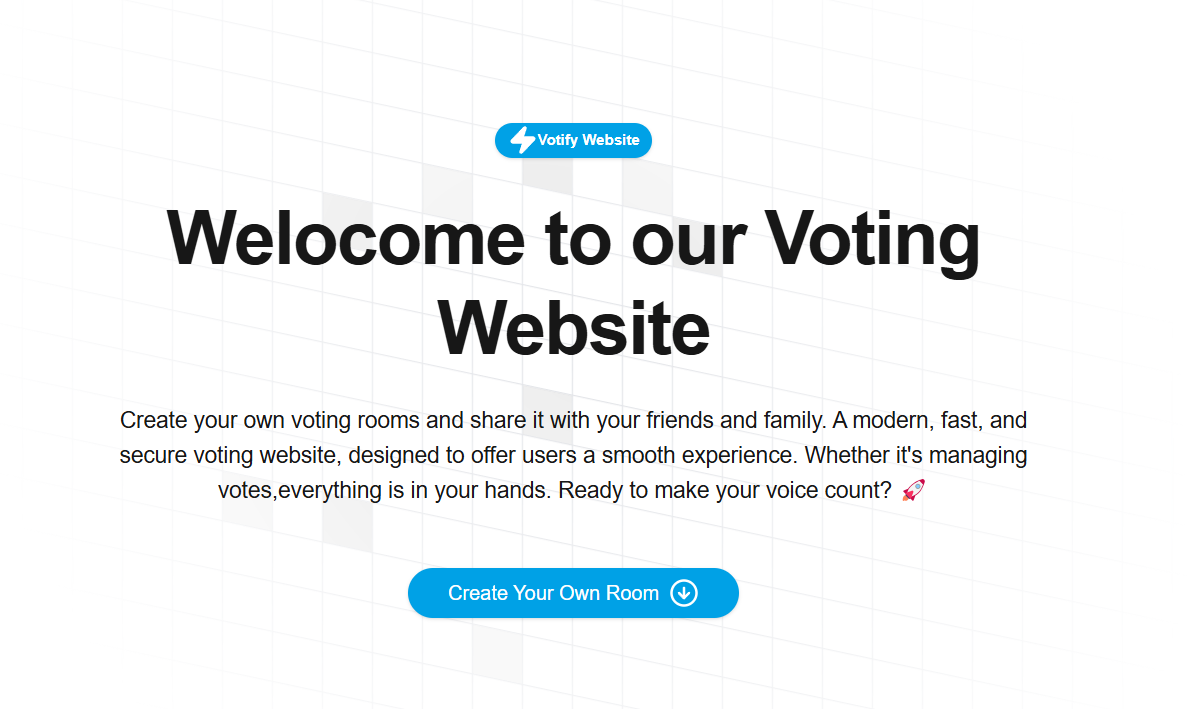 Votify Website
Welocome to our Voting
Website
Create your own voting rooms and share it with your friends and family. A modern, fast, and
secure voting website, designed to offer users a smooth experience. Whether it's managing
votes,everything is in your hands. Ready to make your voice count? 🚀
Create Your Own Room